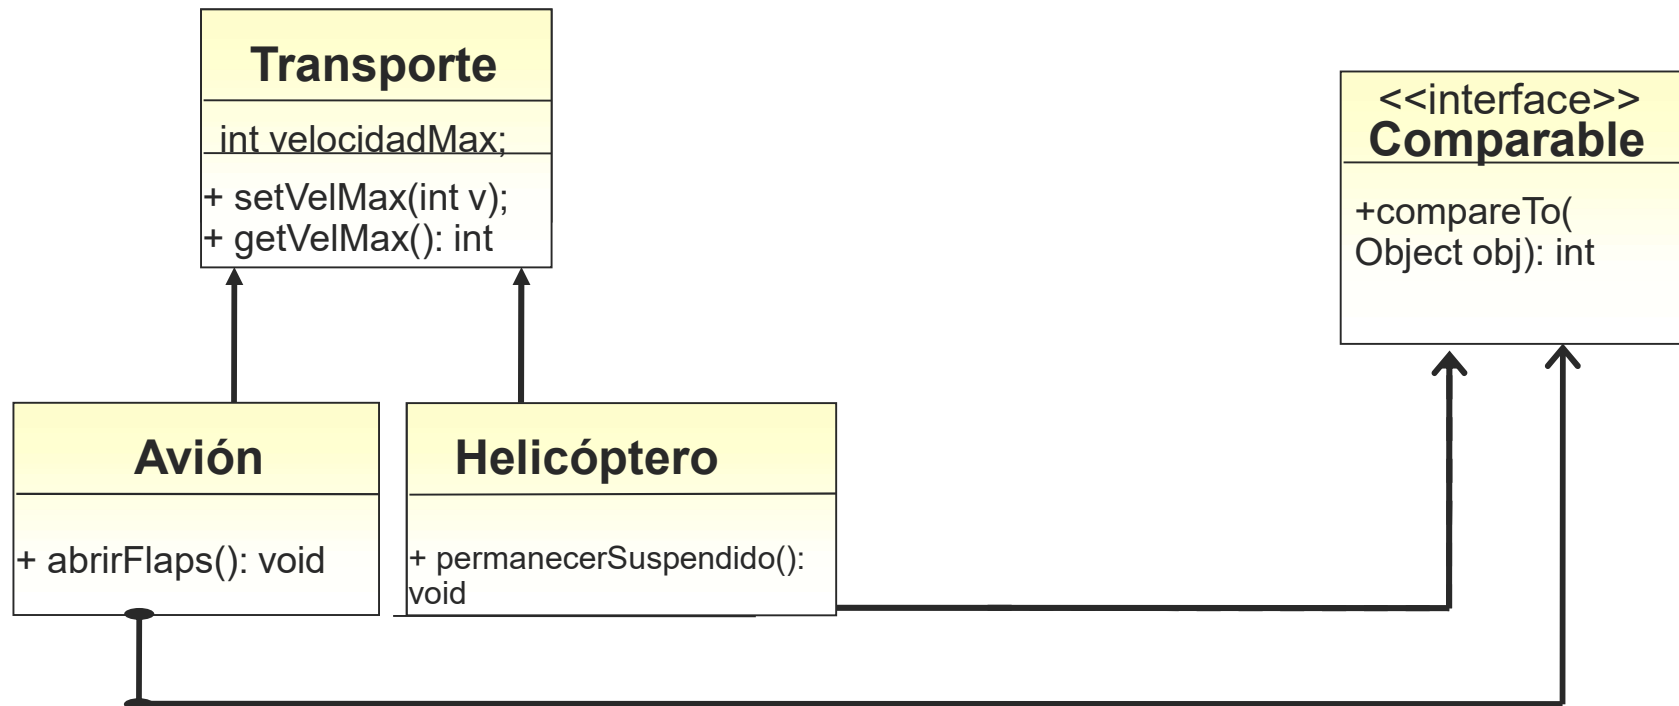 Transporte
int velocidadMax;
+ setVelMax(int v);
+ getVelMax(): int
<<interface>>
Comparable
+compareTo(
Object obj): int
Avión
+ abrirFlaps(): void
Helicóptero
+ permanecerSuspendido():
void